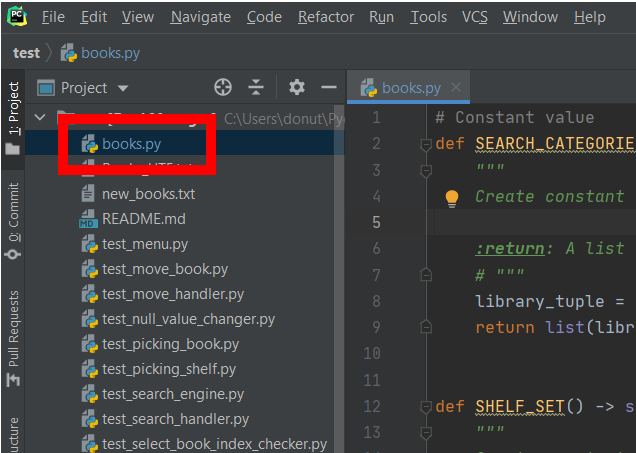 PC
File Edit View Navigate Code Refactor Run Tools VCS Window Help
test books.py
1: Project
0: Commit
Pull Requests
Project
C:\Users\donut\Py
books.py
new_books.txt
README.md
test_menu.py
test_move_book.py
test_move_handler.py
test_null_value_changer.py
test_picking_book.py
test_picking_shelf.py
test_search_engine.py
test_search_handler.py
test_select_book_index_checker.py
books.py
1 # Constant value
2 def SEARCH_CATEGORIE
3 """
4 Create constant
5
6 :return: A list
7 # """
8 library_tuple =
9 return list(libr
10
11
12 def SHELF_SET() -> s
13 """